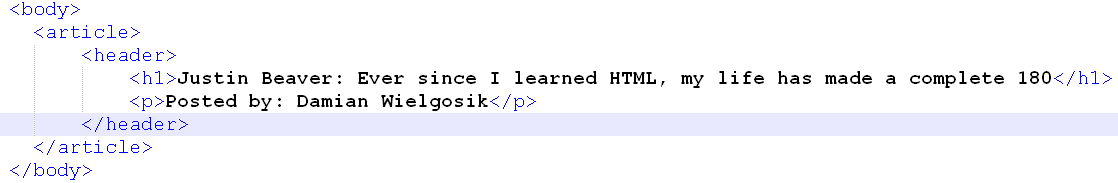 <body>
<article>
<header>
<h1>Justin Beaver: Ever since I learned HTML, my life has made a complete 180</h1>
<p>Posted by: Damian Wielgosik</p>
</header>
</article>
</body>